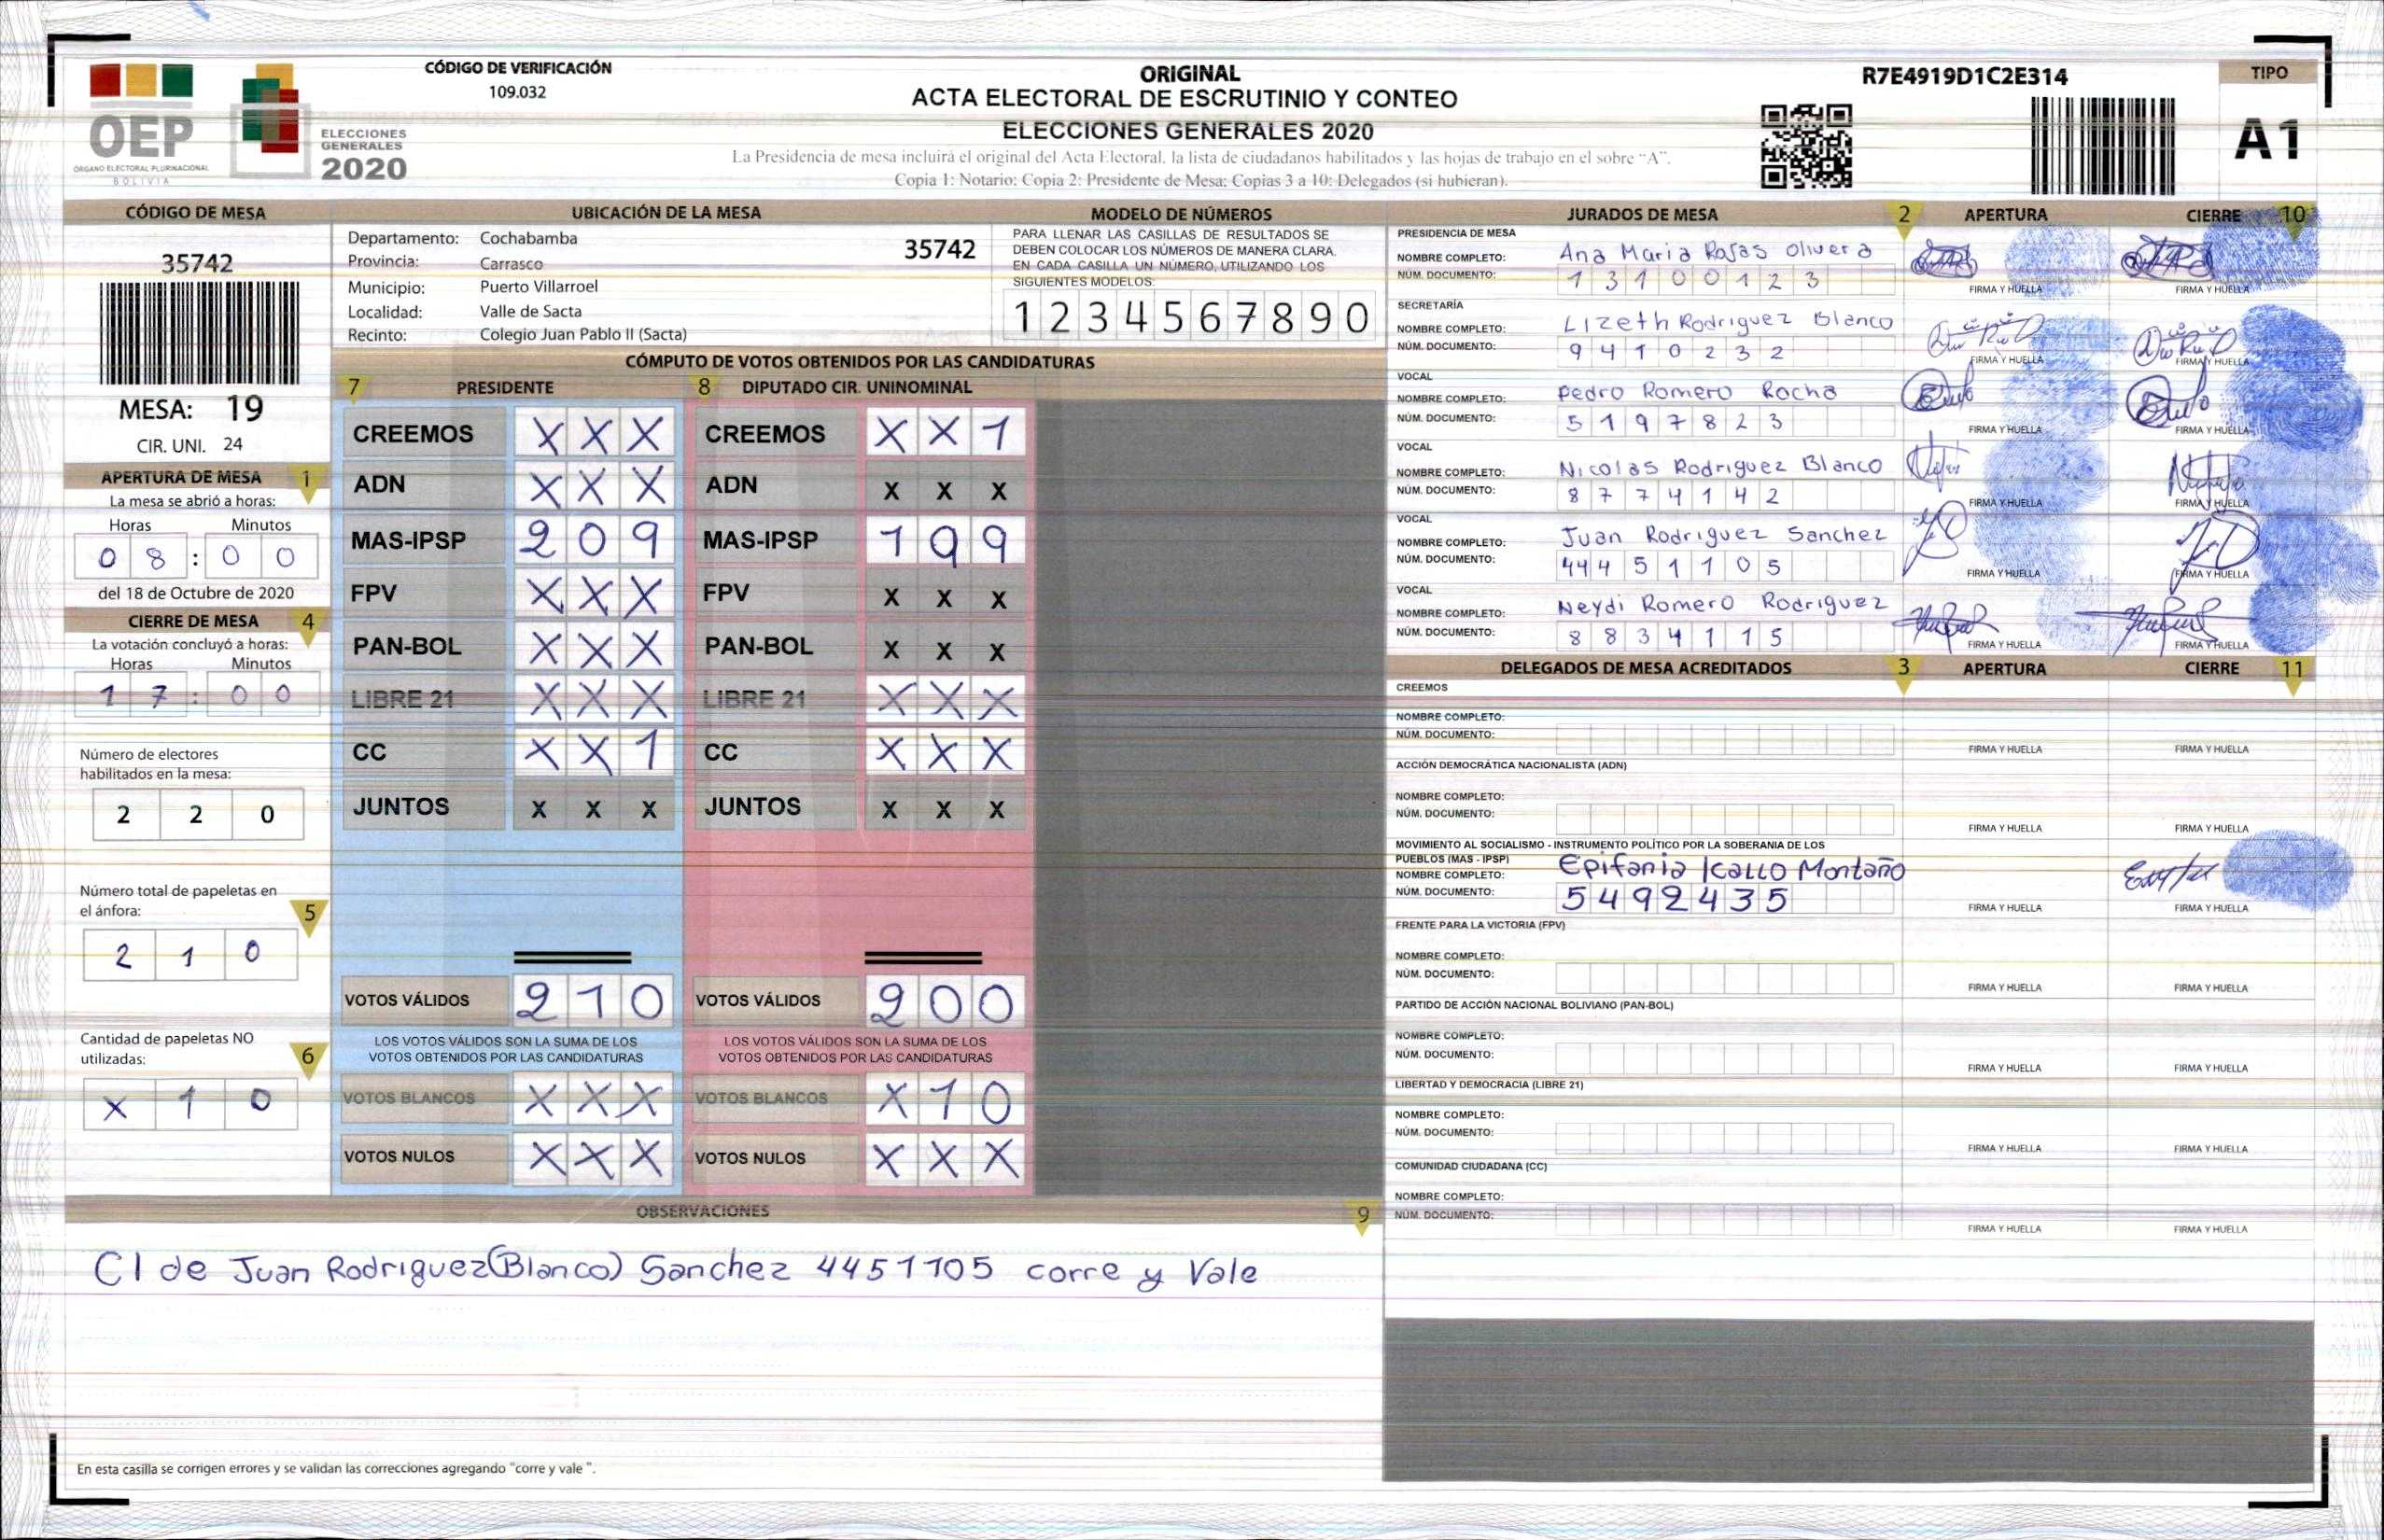 CÓDIGO DE VERIFICACIÓN
109.032
OEP
ÓRGANO ELECTORAL PLURINACIONAL
BOLIVIA
ELECCIONES
GENERALES
2020
ORIGINAL
ACTA ELECTORAL DE ESCRUTINIO Y CONTEO
ELECCIONES GENERALES 2020
La Presidencia de mesa incluirá el original del Acta Electoral, la lista de ciudadanos habilitados y las hojas de trabajo en el sobre "A".
Copia 1: Notario; Copia 2: Presidente de Mesa; Copias 3 a 10: Delegados (si hubieran).
R7E4919D1C2E314
TIPO
A1
CÓDIGO DE MESA
35742
MESA: 19
CIR. UNI. 24
APERTURA DE MESA 1
La mesa se abrió a horas:
Horas Minutos
0 8 : 0 0
del 18 de Octubre de 2020
CIERRE DE MESA 4
La votación concluyó a horas:
Horas Minutos
1 7 : 0 0
Número de electores
habilitados en la mesa:
2 2 0
Número total de papeletas en
el ánfora: 5
2 1 0
Cantidad de papeletas NO
utilizadas: 6
X 1 0
UBICACIÓN DE LA MESA
Departamento: Cochabamba
35742
Provincia: Carrasco
Municipio: Puerto Villarroel
Localidad: Valle de Sacta
Recinto: Colegio Juan Pablo II (Sacta)
MODELO DE NÚMEROS
PARA LLENAR LAS CASILLAS DE RESULTADOS SE
DEBEN COLOCAR LOS NÚMEROS DE MANERA CLARA.
EN CADA CASILLA UN NÚMERO, UTILIZANDO LOS
SIGUIENTES MODELOS:
1 2 3 4 5 6 7 8 9 0
CÓMPUTO DE VOTOS OBTENIDOS POR LAS CANDIDATURAS
7 PRESIDENTE 8 DIPUTADO CIR. UNINOMINAL
CREEMOS X X X CREEMOS X X 1
ADN X X X ADN X X X
MAS-IPSP 2 0 9 MAS-IPSP 1 9 9
FPV X X X FPV X X X
PAN-BOL X X X PAN-BOL X X X
LIBRE 21 X X X LIBRE 21 X X X
CC X X 1 CC X X X
JUNTOS X X X JUNTOS X X X
VOTOS VÁLIDOS 2 1 0 VOTOS VÁLIDOS 2 0 0
LOS VOTOS VÁLIDOS SON LA SUMA DE LOS LOS VOTOS VÁLIDOS SON LA SUMA DE LOS
VOTOS OBTENIDOS POR LAS CANDIDATURAS VOTOS OBTENIDOS POR LAS CANDIDATURAS
VOTOS BLANCOS X X X VOTOS BLANCOS X 1 0
VOTOS NULOS X X X VOTOS NULOS X X X
OBSERVACIONES 9
CI de Juan Rodriguez (Blanco) Sanchez 4451105 corre y Vale
En esta casilla se corrigen errores y se validan las correcciones agregando "corre y vale ".
JURADOS DE MESA 2 APERTURA CIERRE 10
PRESIDENCIA DE MESA
NOMBRE COMPLETO: Ana Maria Rojas Olivera
NÚM. DOCUMENTO: 1 3 1 0 0 1 2 3
FIRMA Y HUELLA FIRMA Y HUELLA
SECRETARÍA
NOMBRE COMPLETO: Lizeth Rodriguez Blanco
NÚM. DOCUMENTO: 9 4 1 0 2 3 2
FIRMA Y HUELLA FIRMA Y HUELLA
VOCAL
NOMBRE COMPLETO: Pedro Romero Rocha
NÚM. DOCUMENTO: 5 1 9 7 8 2 3
FIRMA Y HUELLA FIRMA Y HUELLA
VOCAL
NOMBRE COMPLETO: Nicolas Rodriguez Blanco
NÚM. DOCUMENTO: 8 7 7 4 1 4 2
FIRMA Y HUELLA FIRMA Y HUELLA
VOCAL
NOMBRE COMPLETO: Juan Rodriguez Sanchez
NÚM. DOCUMENTO: 44 4 5 1 1 0 5
FIRMA Y HUELLA FIRMA Y HUELLA
VOCAL
NOMBRE COMPLETO: Neydi Romero Rodriguez
NÚM. DOCUMENTO: 8 8 3 4 1 1 5
FIRMA Y HUELLA FIRMA Y HUELLA
DELEGADOS DE MESA ACREDITADOS 3 APERTURA CIERRE 11
CREEMOS
NOMBRE COMPLETO:
NÚM. DOCUMENTO:
FIRMA Y HUELLA FIRMA Y HUELLA
ACCIÓN DEMOCRÁTICA NACIONALISTA (ADN)
NOMBRE COMPLETO:
NÚM. DOCUMENTO:
FIRMA Y HUELLA FIRMA Y HUELLA
MOVIMIENTO AL SOCIALISMO - INSTRUMENTO POLÍTICO POR LA SOBERANIA DE LOS
PUEBLOS (MAS - IPSP)
NOMBRE COMPLETO: Epifania Montaño
NÚM. DOCUMENTO: 5 4 9 2 4 3 5
FIRMA Y HUELLA FIRMA Y HUELLA
FRENTE PARA LA VICTORIA (FPV)
NOMBRE COMPLETO:
NÚM. DOCUMENTO:
FIRMA Y HUELLA FIRMA Y HUELLA
PARTIDO DE ACCIÓN NACIONAL BOLIVIANO (PAN-BOL)
NOMBRE COMPLETO:
NÚM. DOCUMENTO:
FIRMA Y HUELLA FIRMA Y HUELLA
LIBERTAD Y DEMOCRACIA (LIBRE 21)
NOMBRE COMPLETO:
NÚM. DOCUMENTO:
FIRMA Y HUELLA FIRMA Y HUELLA
COMUNIDAD CIUDADANA (CC)
NOMBRE COMPLETO:
NÚM. DOCUMENTO:
FIRMA Y HUELLA FIRMA Y HUELLA